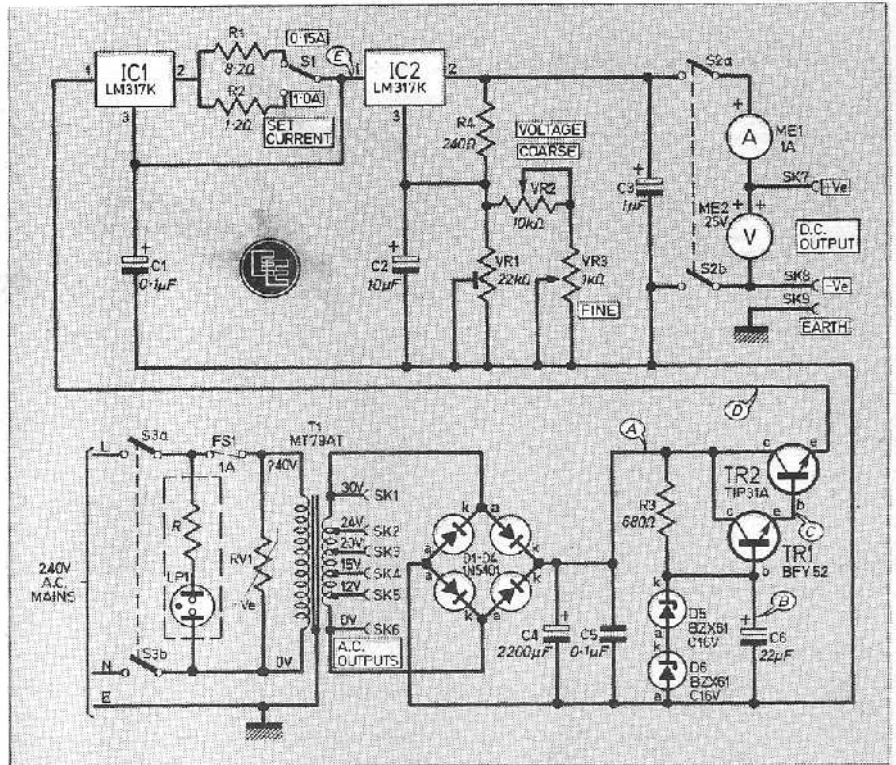 R1
0·15A
E
S2a
1
IC1
LM317K
2
8·2Ω
S1
1
IC2
LM317K
2
R2
1·0A
1·2Ω
SET
CURRENT
3
3
R4
240Ω
VOLTAGE
COARSE
VR2
10kΩ
+
A
ME1
1A
SK7
+Ve
+
C3
1µF
ME2
25V
+
+
V
D.C.
OUTPUT
+
C1
0·1µF
EE
+
C2
10µF
VR1
22kΩ
VR3
1kΩ
FINE
S2b
SK8
-Ve
SK9
EARTH
D
L
S3a
FS1
1A
240V
T1
MT79AT
30V
SK1
24V
SK2
20V
SK3
15V
SK4
12V
SK5
0V
SK6
A.C.
OUTPUTS
240V
A.C.
MAINS
R
LP1
RV1
-Ve
0V
N
S3b
E
k
a
a
k
D1-D4
1N5401
a
k
k
a
+
C4
2200µF
C5
0·1µF
A
R3
680Ω
c
e
TR2
TIP31A
b
C
c
e
TR1
BFY52
b
B
k
D5
BZX61
C16V
a
k
D6
BZX61
C16V
a
+
C6
22µF